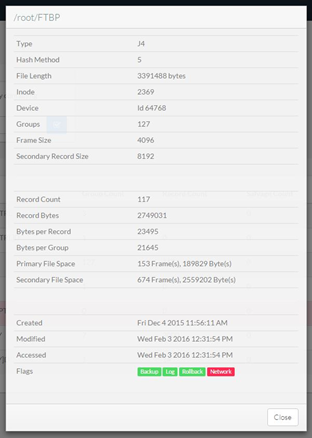 /root/FTBP
Type J4
Hash Method 5
File Length 3391488 bytes
Inode 2369
Device Id 64768
Groups 127
Frame Size 4096
Secondary Record Size 8192
Record Count 117
Record Bytes 2749031
Bytes per Record 23495
Bytes per Group 21645
Primary File Space 153 Frame(s), 189829 Byte(s)
Secondary File Space 674 Frame(s), 2559202 Byte(s)
Created Fri Dec 4 2015 11:56:11 AM
Modified Wed Feb 3 2016 12:31:54 PM
Accessed Wed Feb 3 2016 12:31:54 PM
Flags Backup Log Rollback Network
Close